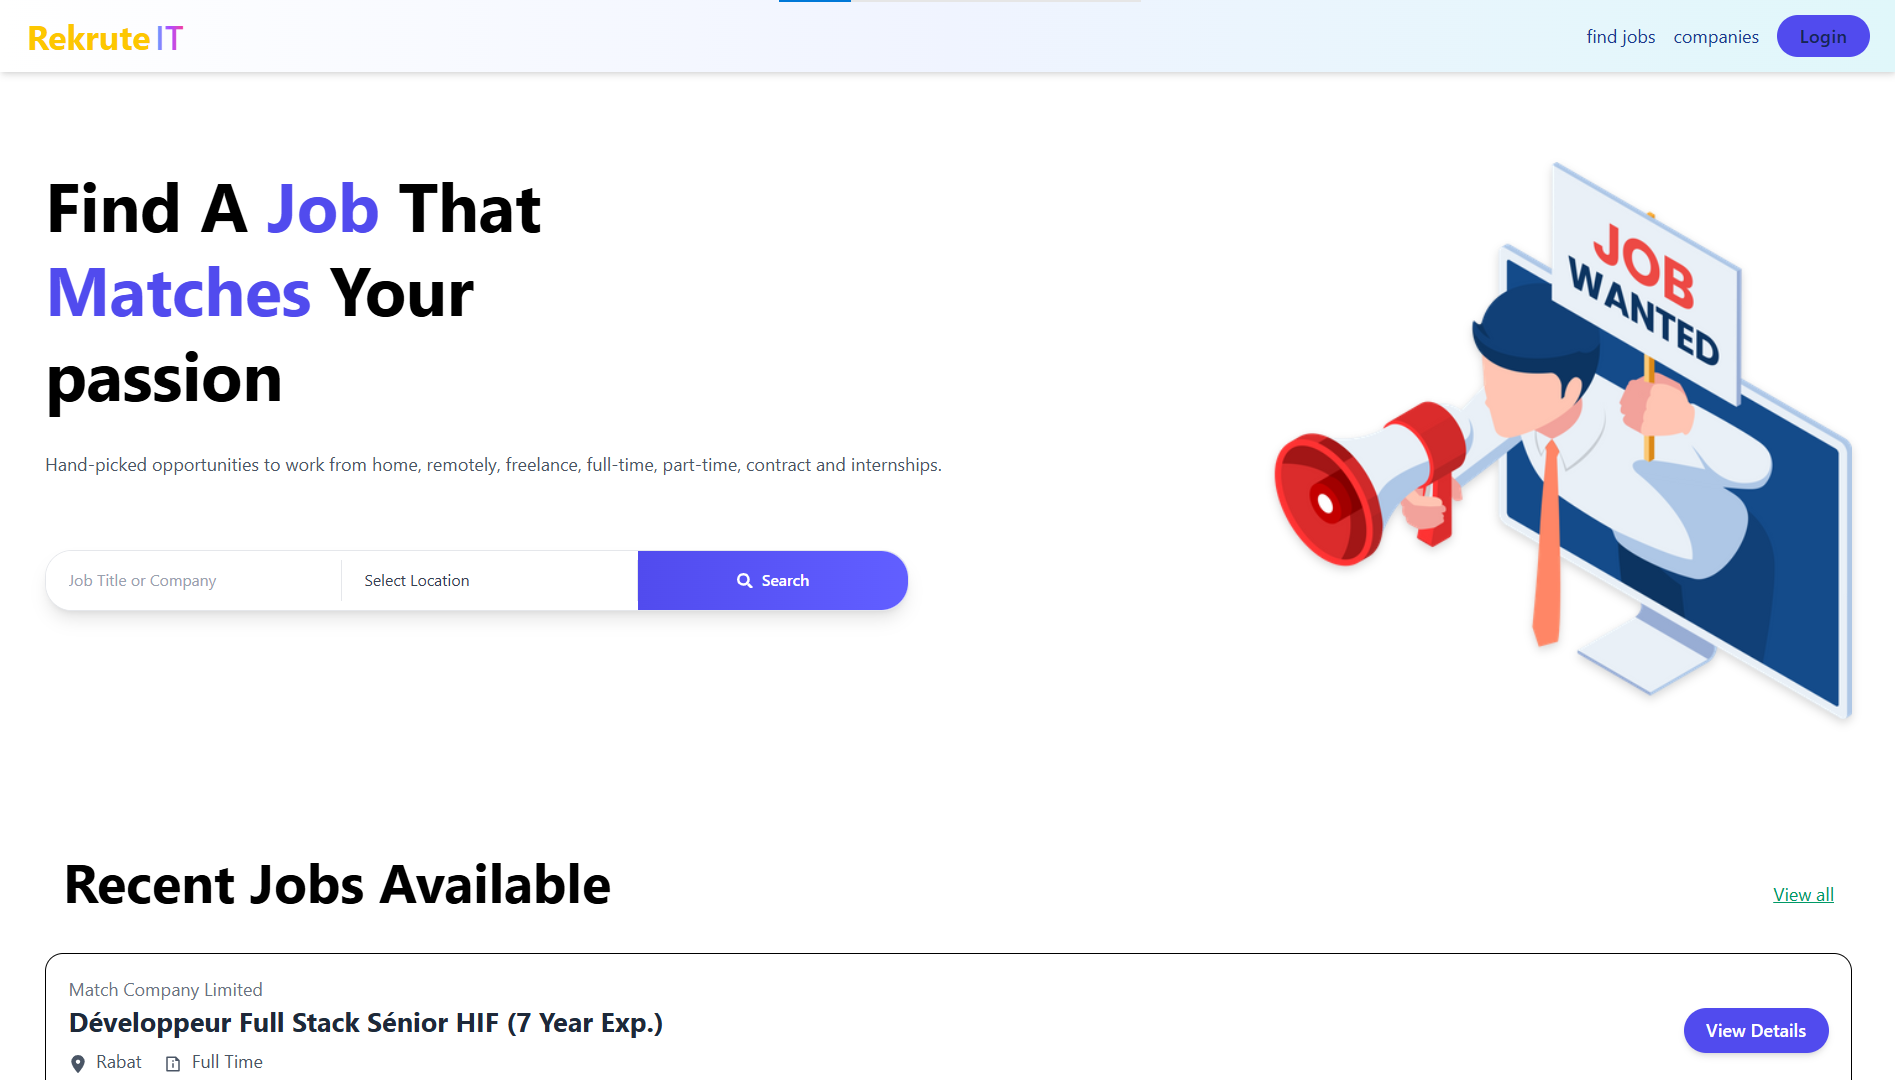 Rekrute IT
find jobs
companies
Login
Find A Job That
Matches Your
passion
Hand-picked opportunities to work from home, remotely, freelance, full-time, part-time, contract and internships.
Job Title or Company
Select Location
Search
JOB
WANTED
Recent Jobs Available
View all
Match Company Limited
Développeur Full Stack Sénior HIF (7 Year Exp.)
Rabat
Full Time
View Details